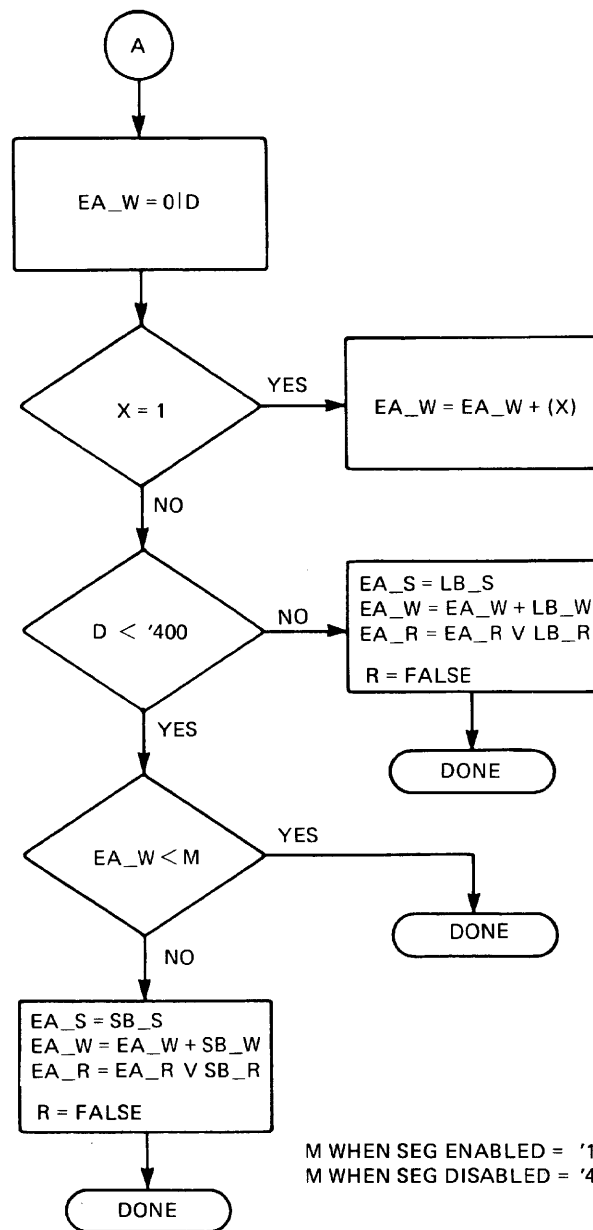 A
EA_W = 0|D
X = 1
YES
EA_W = EA_W + (X)
NO
D < '400
NO
EA_S = LB_S
EA_W = EA_W + LB_W
EA_R = EA_R V LB_R
R = FALSE
DONE
YES
EA_W < M
YES
DONE
NO
EA_S = SB_S
EA_W = EA_W + SB_W
EA_R = EA_R V SB_R
R = FALSE
DONE
M WHEN SEG ENABLED = '1
M WHEN SEG DISABLED = '4